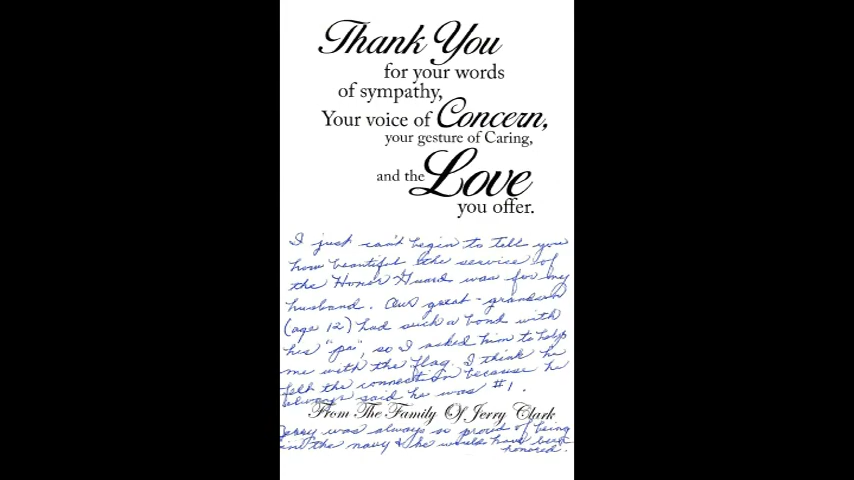 Thank You
for your words
of sympathy,
Your voice of Concern,
your gesture of Caring,
and the Love
you offer.
I just can't begin to tell you
how beautiful the service of
the Honor Guard was for my
husband. Our great-grandson
(age 12) had such a bond with
his "pa", so I asked him to help
me with the flag. I think he
felt the connection because he
always said he was #1.
From The Family Of Jerry Clark
Jerry was always so proud of being
in the navy & he would have been
honored.